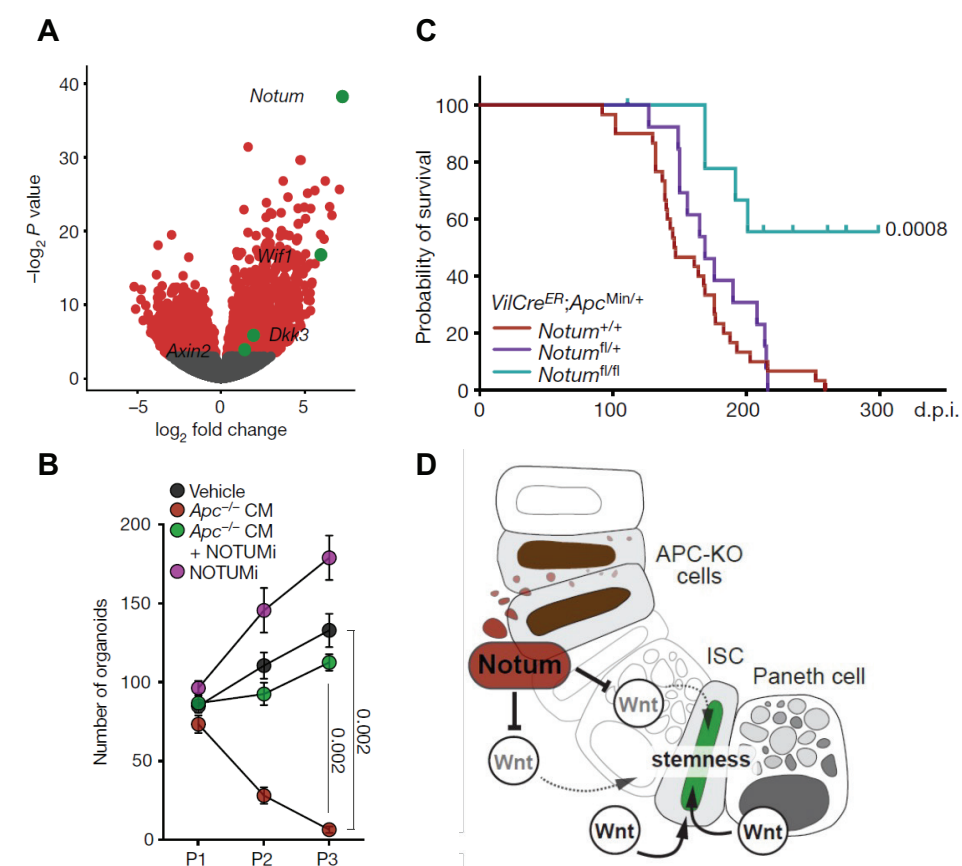 A
40
30
20
10
0
−log2 P value
Notum
Wif1
Dkk3
Axin2
−5
0
5
log2 fold change
C
100
80
60
40
20
0
Probability of survival
0.0008
VilCreER;ApcMin/+
Notum+/+
Notumfl/+
Notumfl/fl
0
100
200
300
d.p.i.
B
Vehicle
Apc−/− CM
Apc−/− CM
+ NOTUMi
NOTUMi
200
150
100
50
0
Number of organoids
0.002
0.002
P1
P2
P3
D
APC-KO
cells
Notum
ISC
Paneth cell
Wnt
Wnt
stemness
Wnt
Wnt